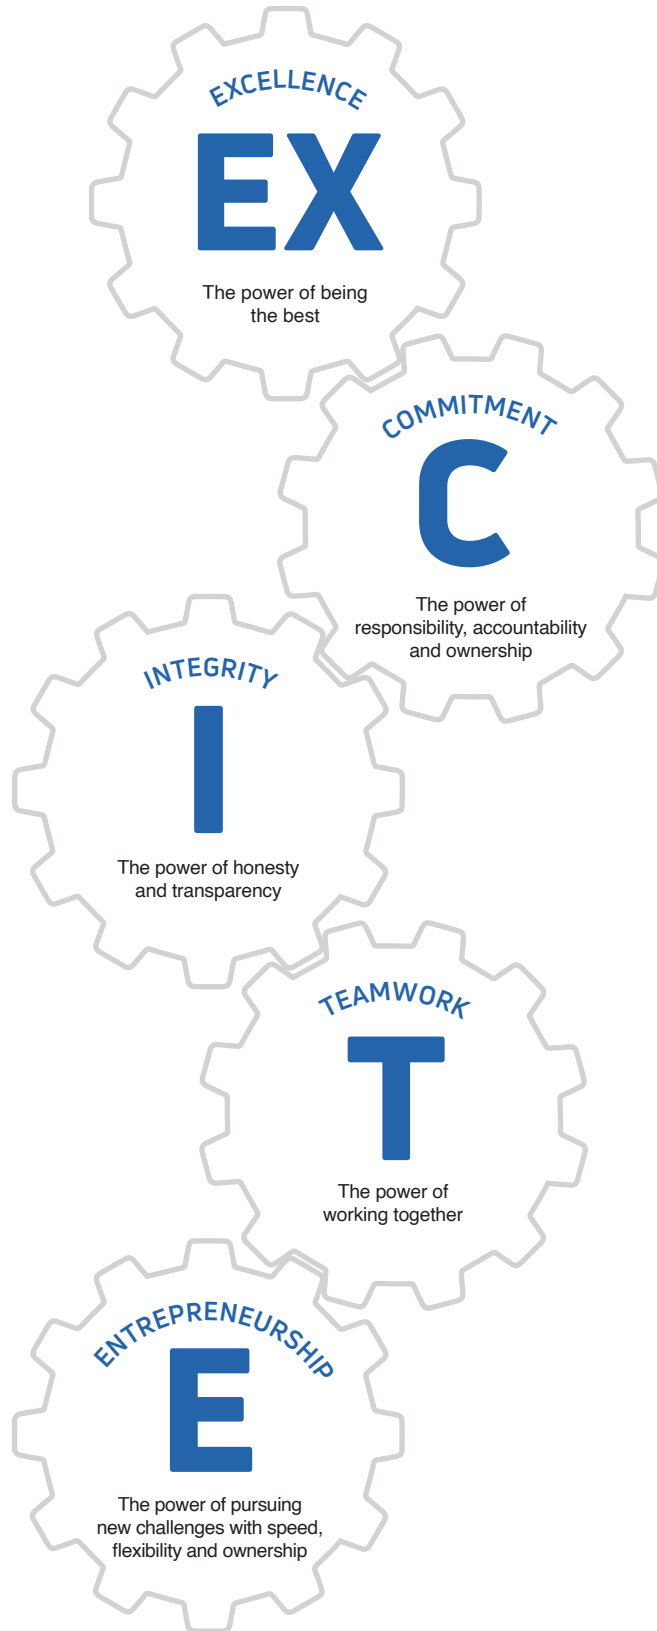 EXCELLENCE
EX
The power of being
the best
COMMITMENT
C
The power of
responsibility, accountability
and ownership
INTEGRITY
I
The power of honesty
and transparency
TEAMWORK
T
The power of
working together
ENTREPRENEURSHIP
E
The power of pursuing
new challenges with speed,
flexibility and ownership